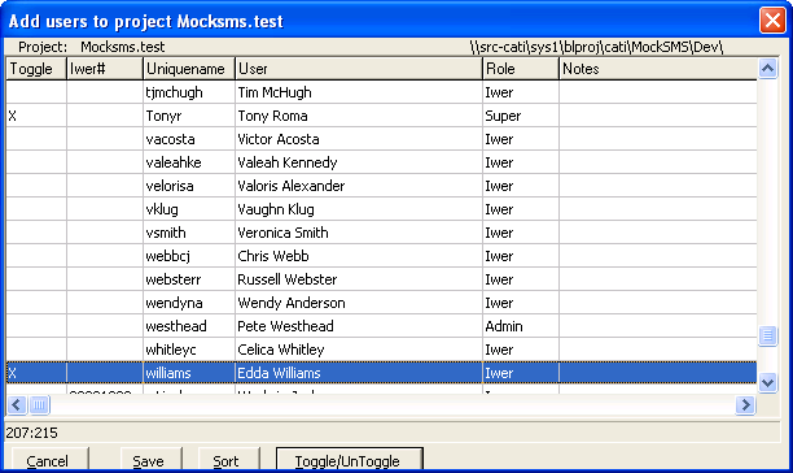 Add users to project Mocksms.test
Project: Mocksms.test \\src-cati\sys1\blproj\cati\MockSMS\Dev\
Toggle Iwer# Uniquename User Role Notes
tjmchugh Tim McHugh Iwer
X Tonyr Tony Roma Super
vacosta Victor Acosta Iwer
valeahke Valeah Kennedy Iwer
velorisa Valoris Alexander Iwer
vklug Vaughn Klug Iwer
vsmith Veronica Smith Iwer
webbcj Chris Webb Iwer
websterr Russell Webster Iwer
wendyna Wendy Anderson Iwer
westhead Pete Westhead Admin
whitleyc Celica Whitley Iwer
X williams Edda Williams Iwer
207:215
Cancel Save Sort Toggle/UnToggle